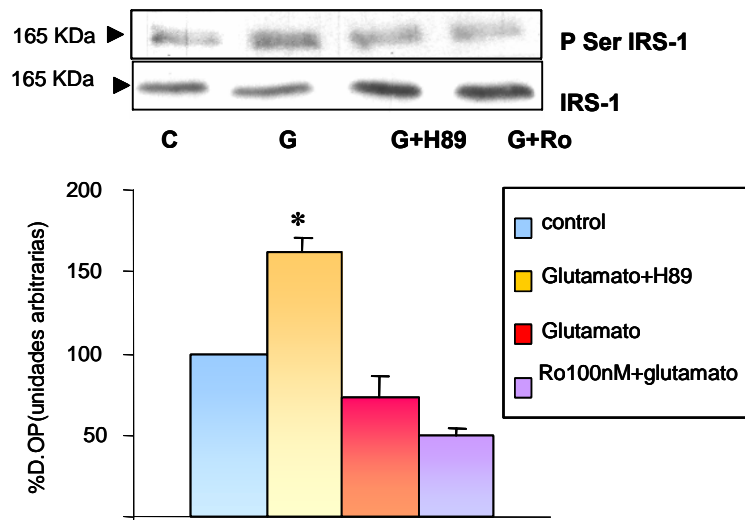 165 KDa
P Ser IRS-1
165 KDa
IRS-1
C G G+H89 G+Ro
%D.OP(unidades arbitrarias)
200
150
100
50
*
control
Glutamato+H89
Glutamato
Ro100nM+glutamato